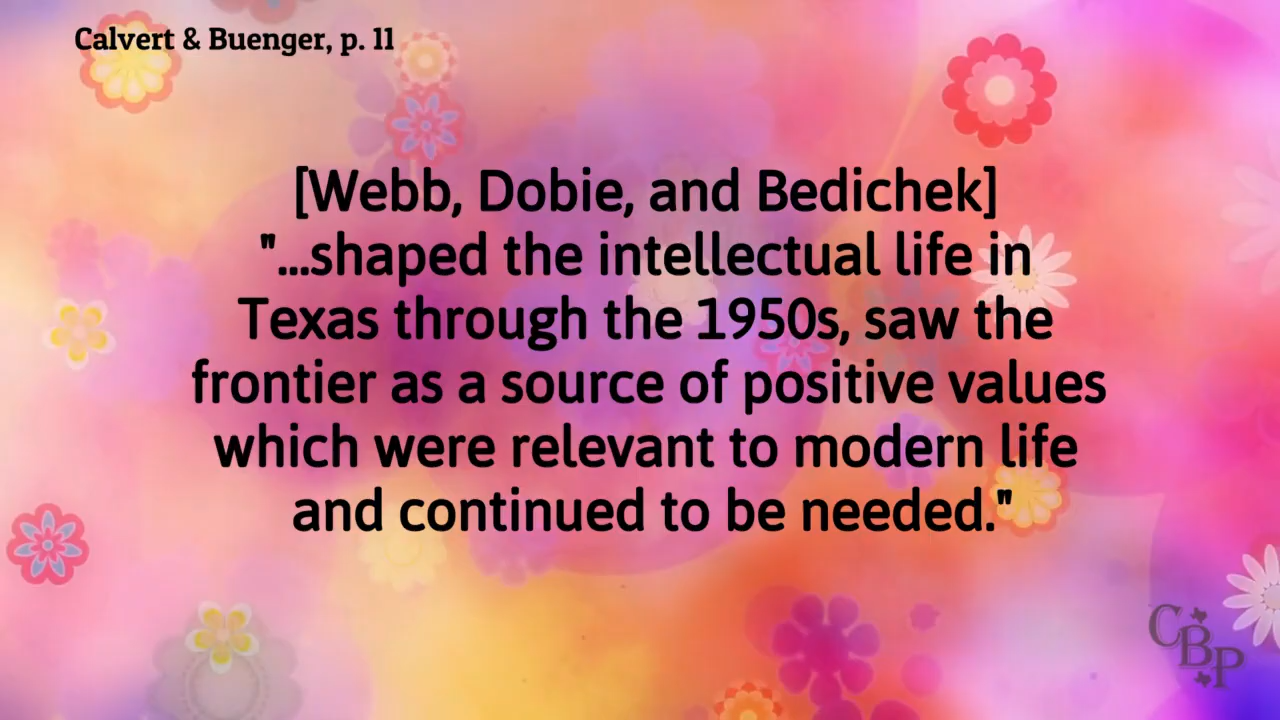 Calvert & Buenger, p. 11
[Webb, Dobie, and Bedichek]
"...shaped the intellectual life in
Texas through the 1950s, saw the
frontier as a source of positive values
which were relevant to modern life
and continued to be needed."
CBP